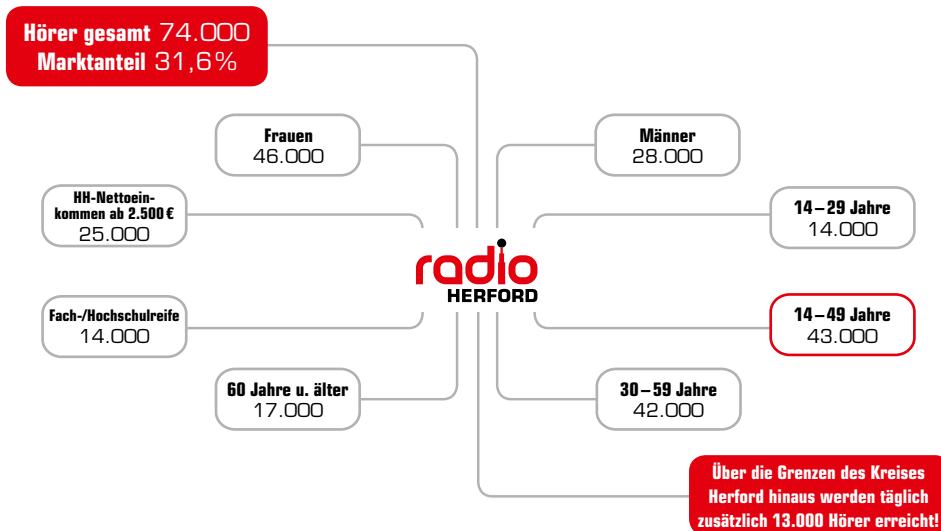 Hörer gesamt 74.000
Marktanteil 31,6%
Frauen
46.000
Männer
28.000
HH-Nettoein-
kommen ab 2.500 €
25.000
14–29 Jahre
14.000
radio
HERFORD
Fach-/Hochschulreife
14.000
14–49 Jahre
43.000
60 Jahre u. älter
17.000
30–59 Jahre
42.000
Über die Grenzen des Kreises
Herford hinaus werden täglich
zusätzlich 13.000 Hörer erreicht!